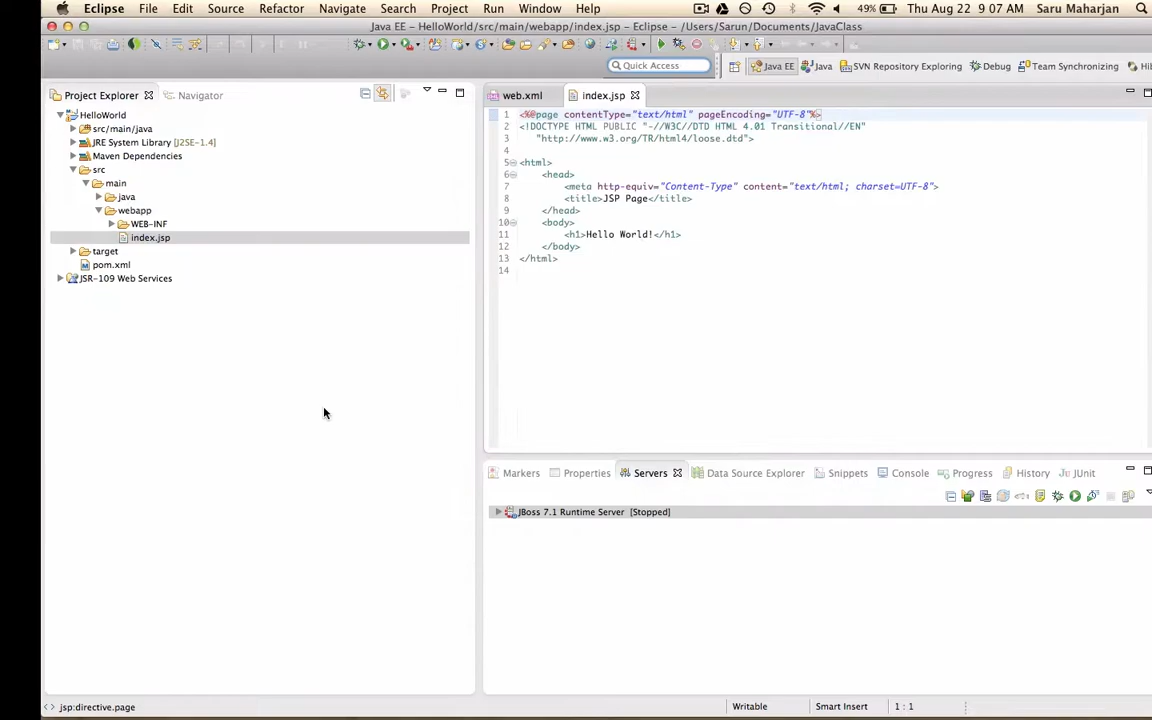 Eclipse File Edit Source Refactor Navigate Search Project Run Window Help 49% Thu Aug 22 9:07 AM Saru Maharjan
Java EE - HelloWorld/src/main/webapp/index.jsp - Eclipse - /Users/Sarun/Documents/JavaClass
Quick Access Java EE Java SVN Repository Exploring Debug Team Synchronizing
Project Explorer Navigator
HelloWorld
src/main/java
JRE System Library [J2SE-1.4]
Maven Dependencies
src
main
java
webapp
WEB-INF
index.jsp
target
pom.xml
JSR-109 Web Services
web.xml index.jsp
1 <%@page contentType="text/html" pageEncoding="UTF-8"%>
2 <!DOCTYPE HTML PUBLIC "-//W3C//DTD HTML 4.01 Transitional//EN"
3 "http://www.w3.org/TR/html4/loose.dtd">
4
5 <html>
6 <head>
7 <meta http-equiv="Content-Type" content="text/html; charset=UTF-8">
8 <title>JSP Page</title>
9 </head>
10 <body>
11 <h1>Hello World!</h1>
12 </body>
13 </html>
14
Markers Properties Servers Data Source Explorer Snippets Console Progress History JUnit
JBoss 7.1 Runtime Server [Stopped]
jsp:directive.page Writable Smart Insert 1 : 1